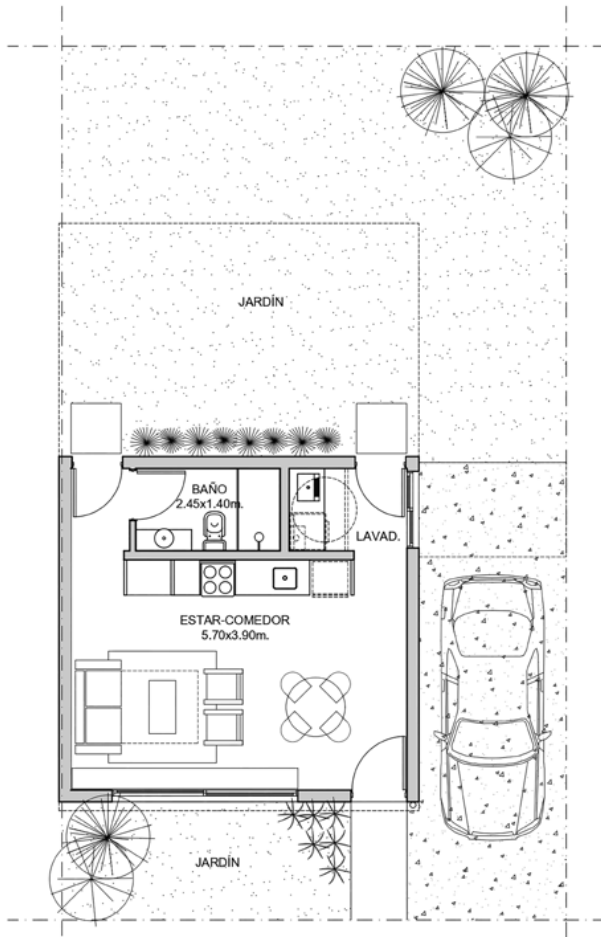 JARDÍN
BAÑO
2.45x1.40m.
LAVAD.
ESTAR-COMEDOR
5.70x3.90m.
JARDÍN